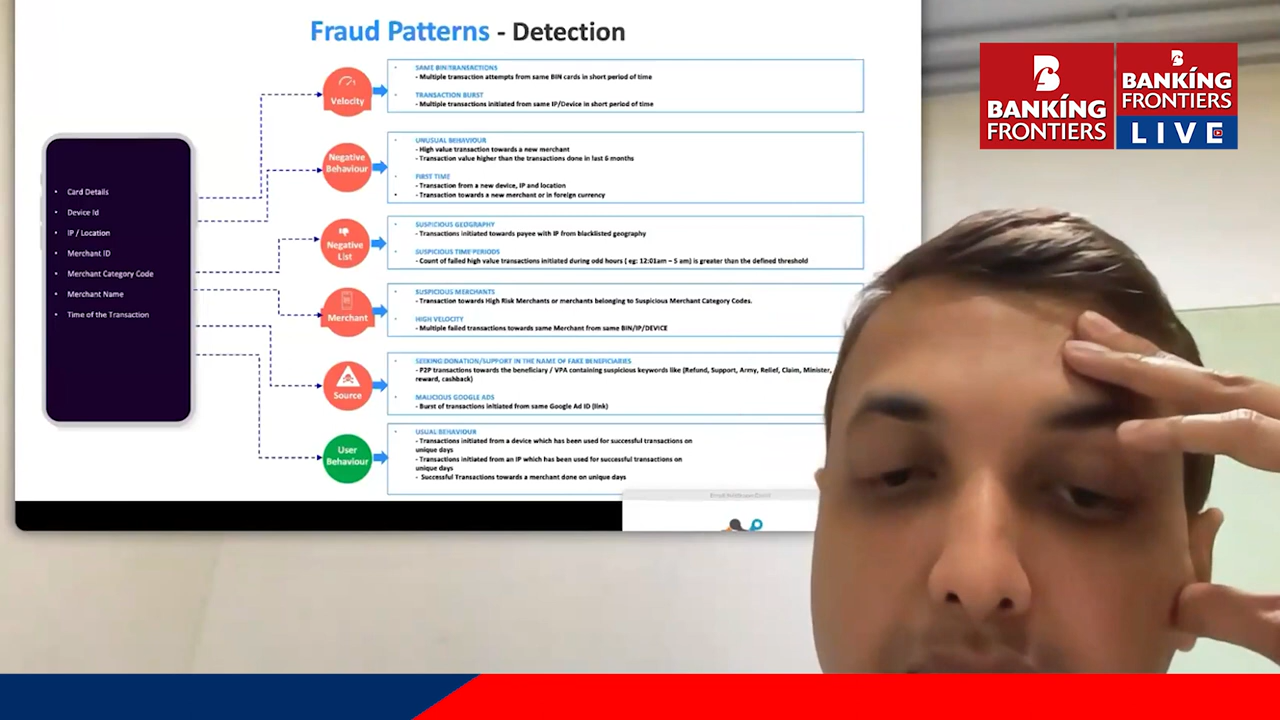 Fraud Patterns - Detection
BANKING
FRONTIERS
BANKING
FRONTIERS
LIVE
• Card Details
• Device Id
• IP / Location
• Merchant ID
• Merchant Category Code
• Merchant Name
• Time of the Transaction
Velocity
• SAME BIN TRANSACTIONS
- Multiple transaction attempts from same BIN cards in short period of time
• TRANSACTION BURST
- Multiple transactions initiated from same IP/Device in short period of time
Negative
Behaviour
• UNUSUAL BEHAVIOUR
- High value transaction towards a new merchant
- Transaction value higher than the transactions done in last 6 months
• FIRST TIME
- Transaction from a new device, IP and location
• - Transaction towards a new merchant or in foreign currency
Negative
List
• SUSPICIOUS GEOGRAPHY
- Transactions initiated towards payee with IP from blacklisted geography
• SUSPICIOUS TIME PERIODS
- Count of failed high value transactions initiated during odd hours ( eg: 12:01am – 5 am) is greater than the defined threshold
Merchant
• SUSPICIOUS MERCHANTS
- Transaction towards High Risk Merchants or merchants belonging to Suspicious Merchant Category Codes.
• HIGH VELOCITY
- Multiple failed transactions towards same Merchant from same BIN/IP/DEVICE
Source
• SEEKING DONATION/SUPPORT IN THE NAME OF FAKE BENEFICIARIES
- P2P transactions towards the beneficiary / VPA containing suspicious keywords like (Refund, Support, Army, Relief, Claim, Minister,
reward, cashback)
• MALICIOUS GOOGLE ADS
- Burst of transactions initiated from same Google Ad ID (link)
User
Behaviour
• USUAL BEHAVIOUR
- Transactions initiated from a device which has been used for successful transactions on
unique days
- Transactions initiated from an IP which has been used for successful transactions on
unique days
- Successful Transactions towards a merchant done on unique days